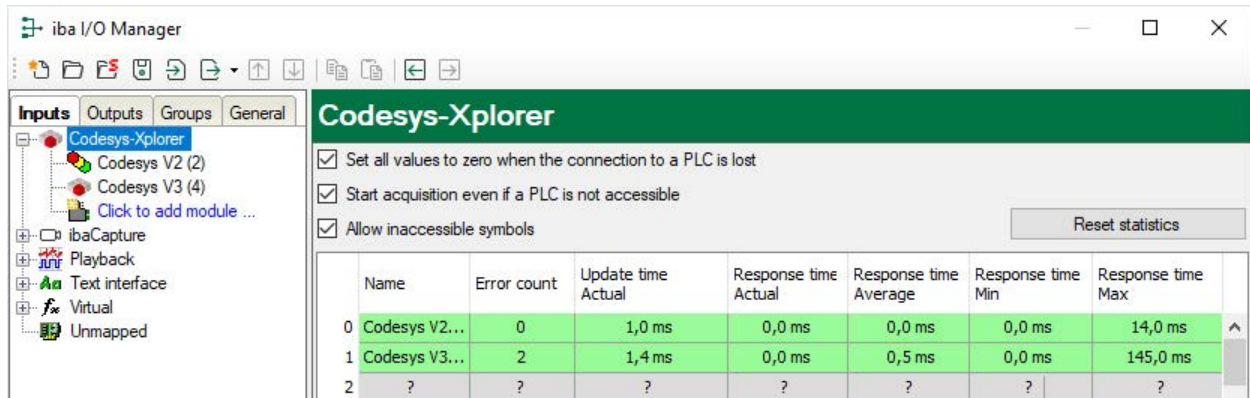 iba I/O Manager
Inputs Outputs Groups General
Codesys-Xplorer
Codesys V2 (2)
Codesys V3 (4)
Click to add module ...
ibaCapture
Playback
Text interface
Virtual
Unmapped
Codesys-Xplorer
Set all values to zero when the connection to a PLC is lost
Start acquisition even if a PLC is not accessible
Allow inaccessible symbols
Reset statistics
Name Error count Update time Actual Response time Actual Response time Average Response time Min Response time Max
0 Codesys V2... 0 1,0 ms 0,0 ms 0,0 ms 0,0 ms 14,0 ms
1 Codesys V3... 2 1,4 ms 0,0 ms 0,5 ms 0,0 ms 145,0 ms
2 ? ? ? ? ? ? ?